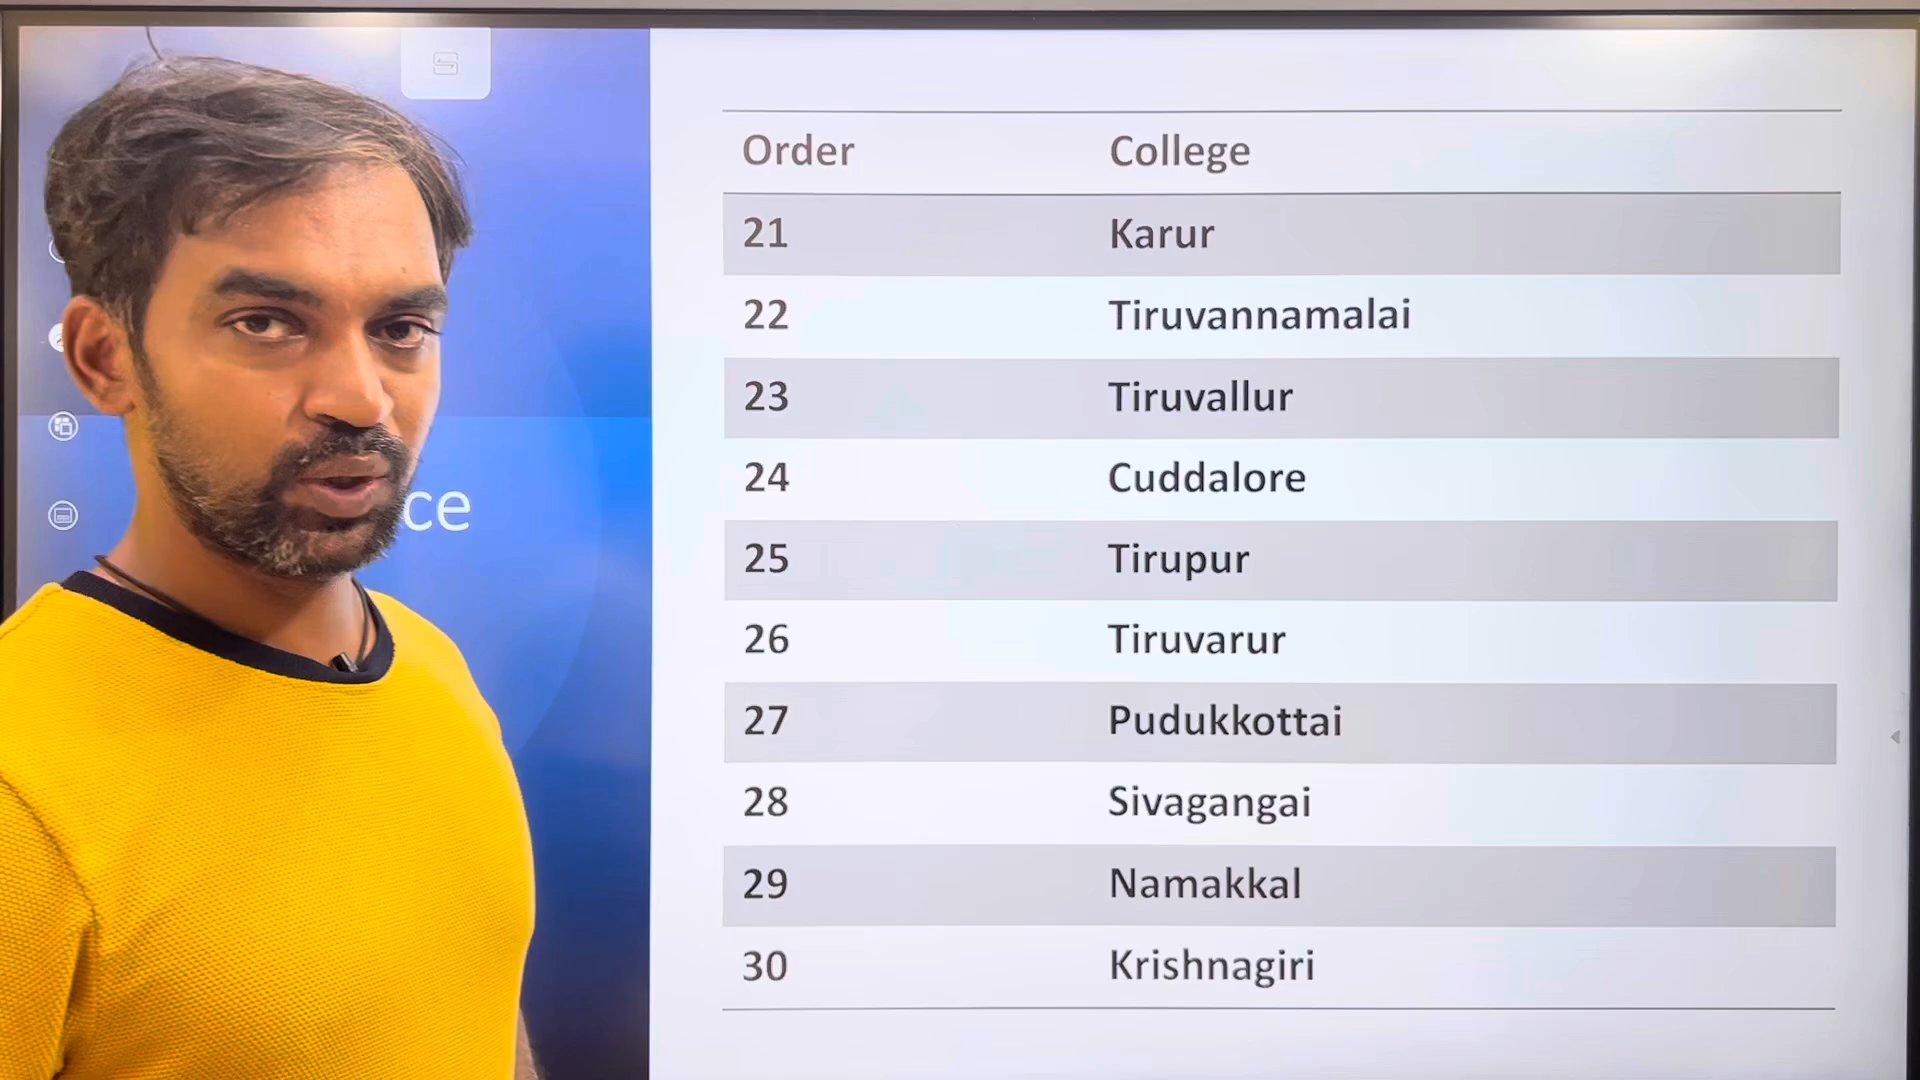 ce
Order College
21 Karur
22 Tiruvannamalai
23 Tiruvallur
24 Cuddalore
25 Tirupur
26 Tiruvarur
27 Pudukkottai
28 Sivagangai
29 Namakkal
30 Krishnagiri